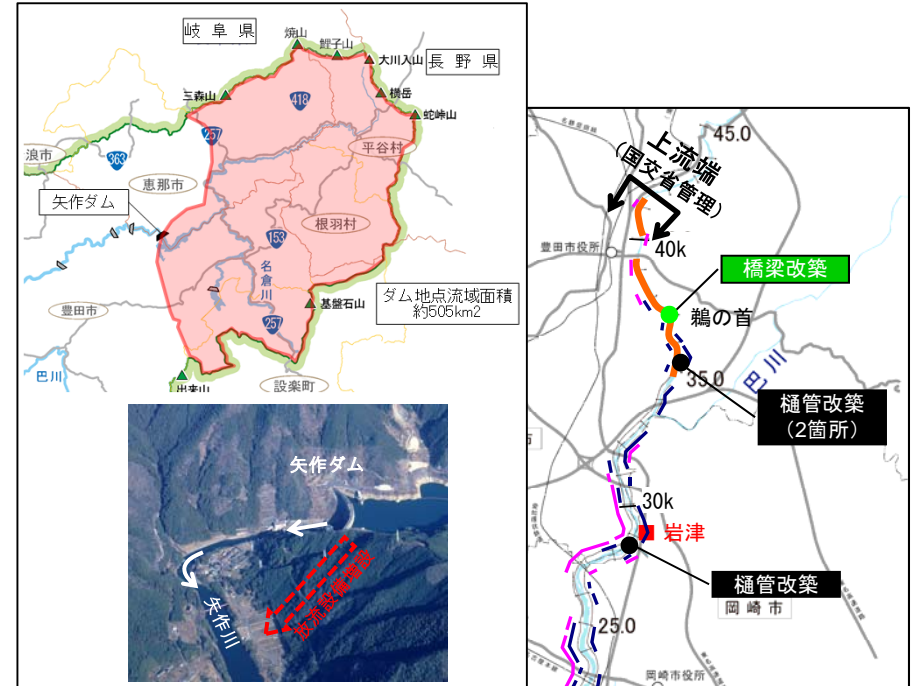 岐阜県
焼山
鯉子山
大川入山
長野県
横岳
三森山
418
蛇峠山
257
平谷村
浪市
363
恵那市
矢作ダム
根羽村
153
名倉川
豊田市
碁盤石山
ダム地点流域面積
約505km2
257
巴川
設楽町
出来山
矢作ダム
矢作川
放流設備増設
45.0
上流端
(国交省管理)
豊田市役所
40k
橋梁改築
鵜の首
35.0
巴川
樋管改築
(2箇所)
市
30k
岩津
樋管改築
岡崎市
25.0
岡崎市役所